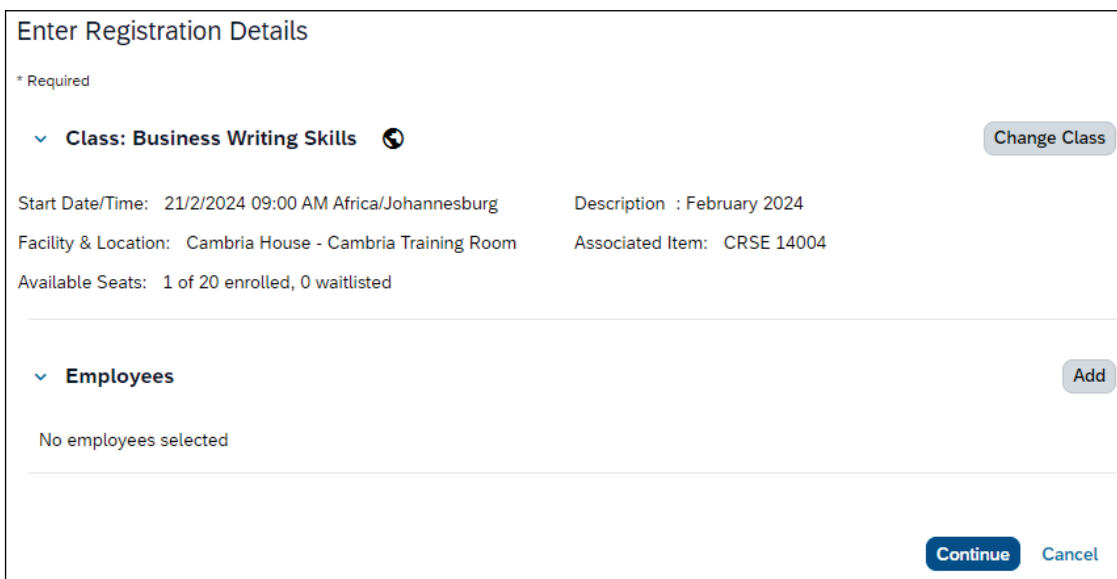 Enter Registration Details
* Required
Class: Business Writing Skills
Change Class
Start Date/Time: 21/2/2024 09:00 AM Africa/Johannesburg
Description : February 2024
Facility & Location: Cambria House - Cambria Training Room
Associated Item: CRSE 14004
Available Seats: 1 of 20 enrolled, 0 waitlisted
Employees
Add
No employees selected
Continue
Cancel